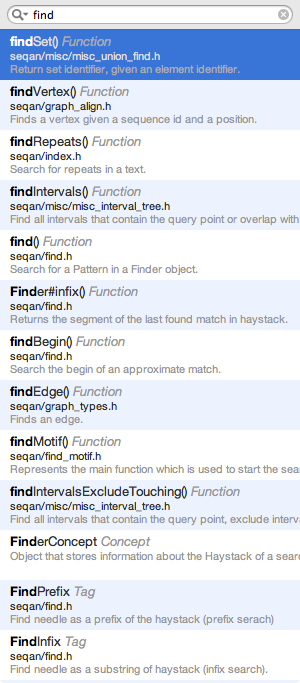 find
findSet() Function
seqan/misc/misc_union_find.h
Return set identifier, given an element identifier.
findVertex() Function
seqan/graph_align.h
Finds a vertex given a sequence id and a position.
findRepeats() Function
seqan/index.h
Search for repeats in a text.
findIntervals() Function
seqan/misc/misc_interval_tree.h
Find all intervals that contain the query point or overlap with
find() Function
seqan/find.h
Search for a Pattern in a Finder object.
Finder#infix() Function
seqan/find.h
Returns the segment of the last found match in haystack.
findBegin() Function
seqan/find.h
Search the begin of an approximate match.
findEdge() Function
seqan/graph_types.h
Finds an edge.
findMotif() Function
seqan/find_motif.h
Represents the main function which is used to start the sea
findIntervalsExcludeTouching() Function
seqan/misc/misc_interval_tree.h
Find all intervals that contain the query point, exclude interv
FinderConcept Concept
Object that stores information about the Haystack of a searc
FindPrefix Tag
seqan/find.h
Find needle as a prefix of the haystack (prefix serach)
FindInfix Tag
seqan/find.h
Find needle as a substring of haystack (infix search).